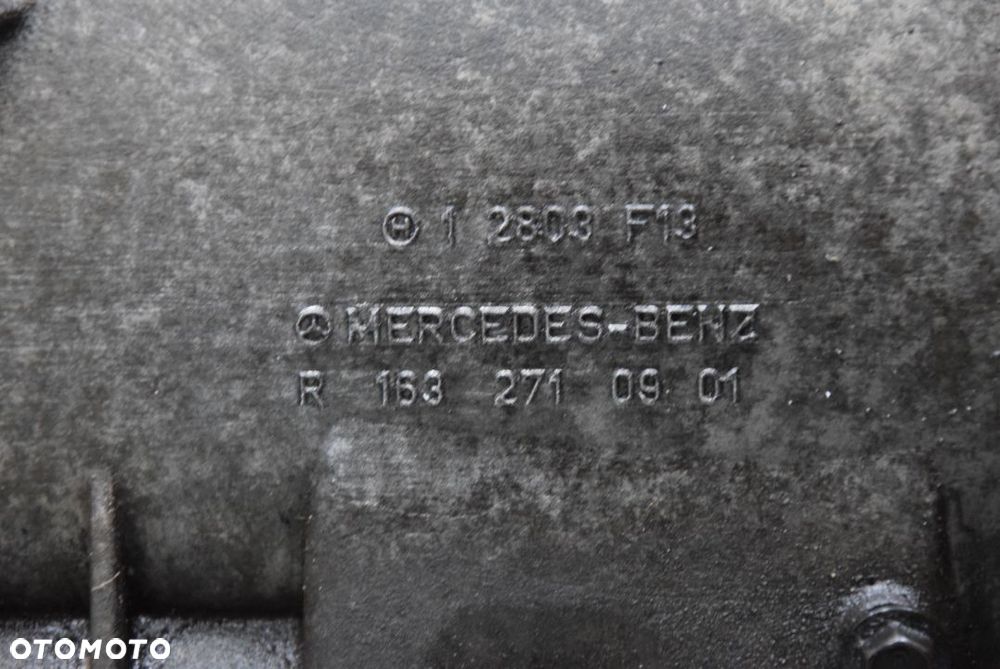 1 2803 F13
MERCEDES-BENZ
R 163 271 09 01
OTOMOTO